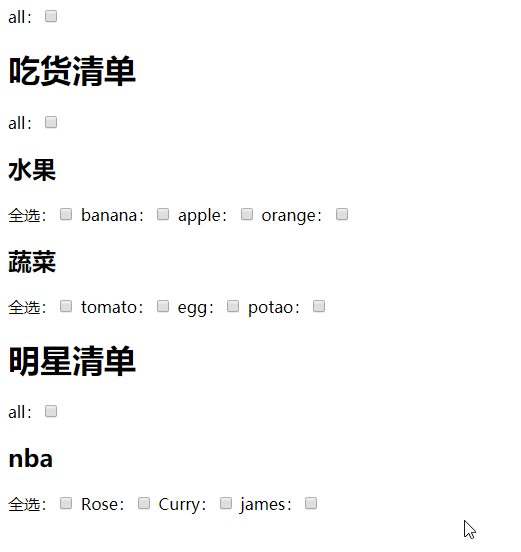 all：
吃货清单
all：
水果
全选： banana： apple： orange：
蔬菜
全选： tomato： egg： potao：
明星清单
all：
nba
全选： Rose： Curry： james：